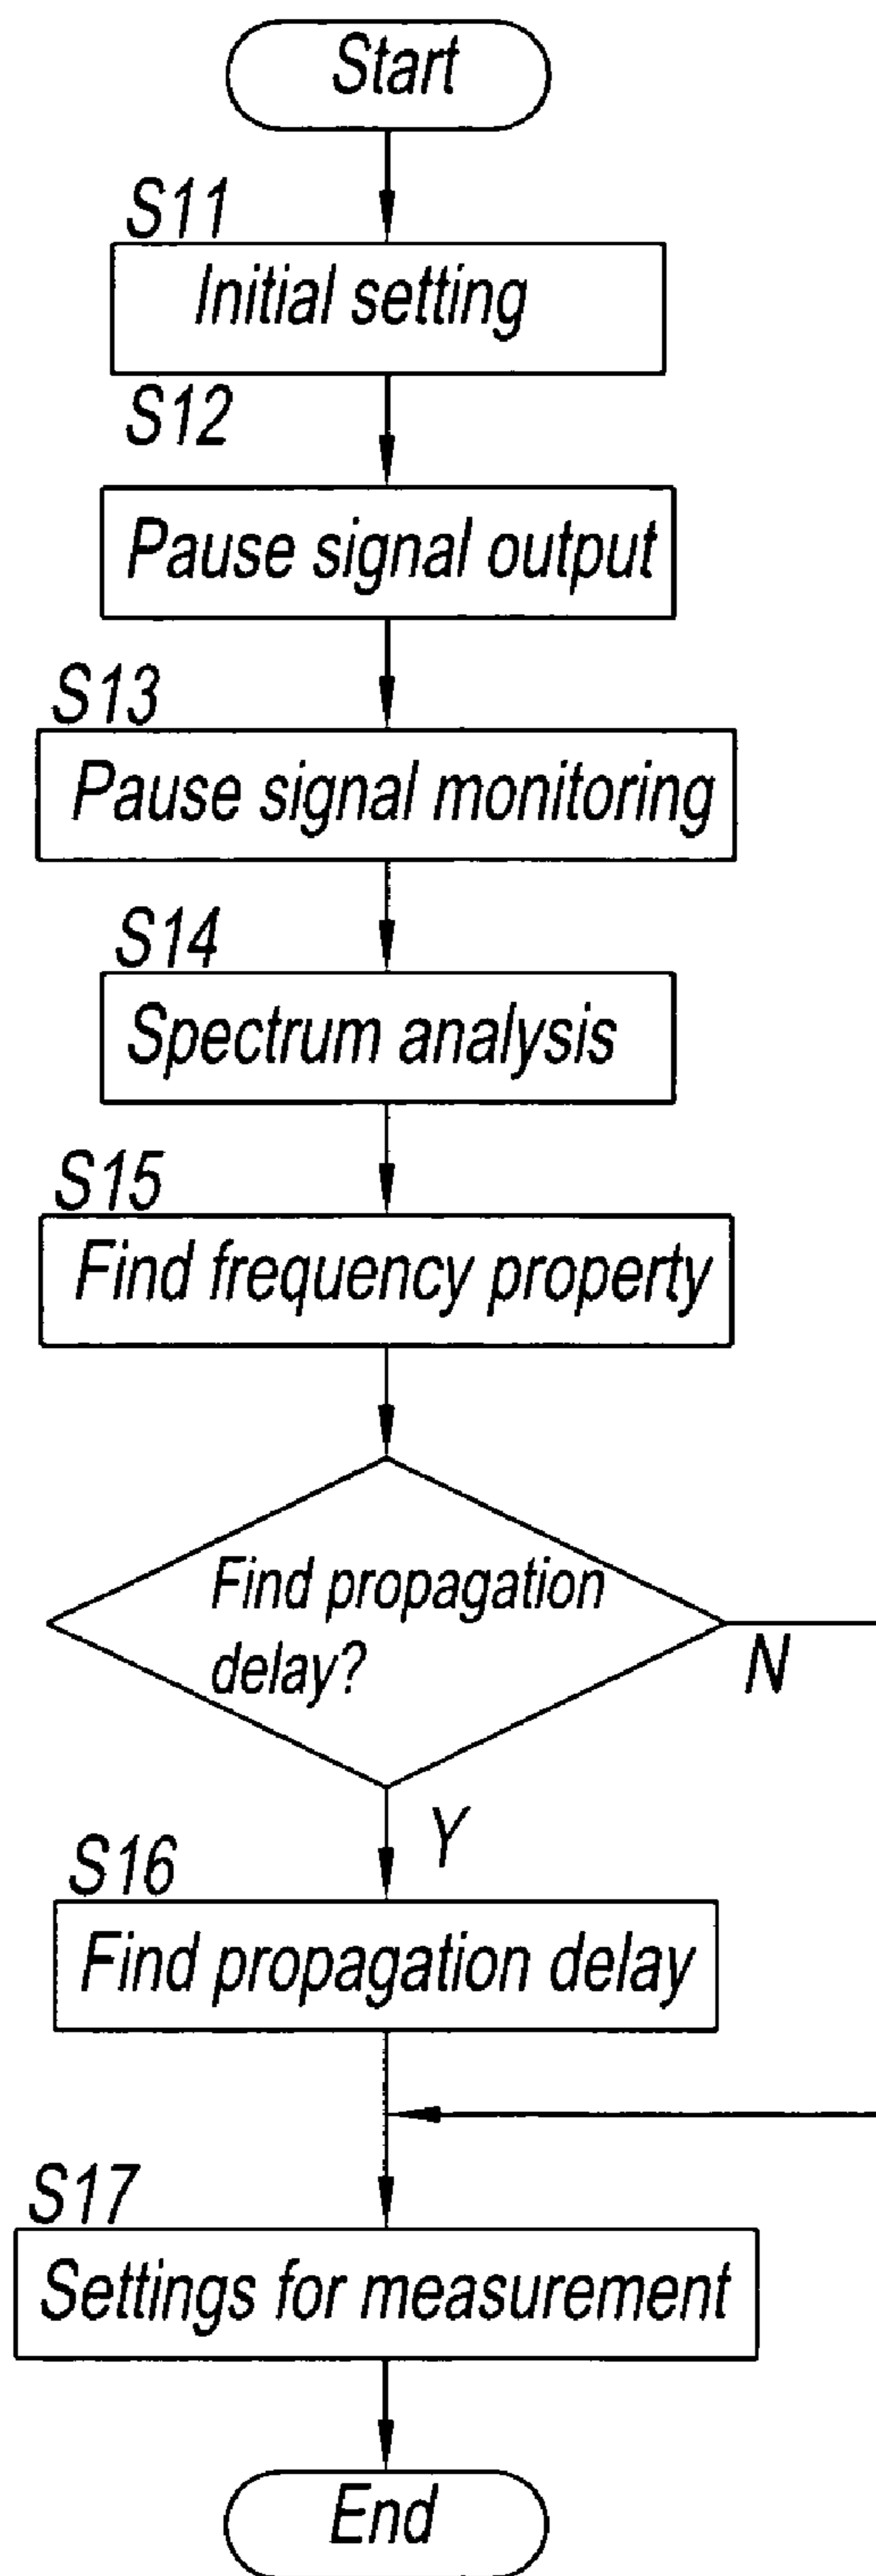 Start
S11
Initial setting
S12
Pause signal output
S13
Pause signal monitoring
S14
Spectrum analysis
S15
Find frequency property
Find propagation
delay?
N
Y
S16
Find propagation delay
S17
Settings for measurement
End